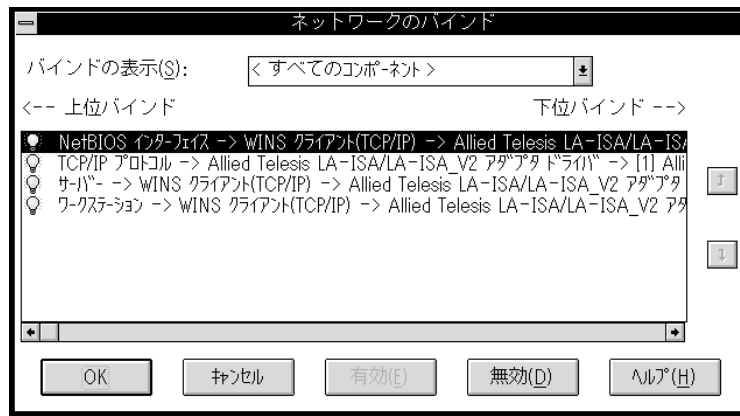 ネットワークのバインド
バインドの表示(S): < すべてのコンポーネント >
<-- 上位バインド 下位バインド -->
NetBIOS インターフェイス -> WINS クライアント(TCP/IP) -> Allied Telesis LA-ISA/LA-ISA
TCP/IP プロトコル -> Allied Telesis LA-ISA/LA-ISA_V2 アダプタ ドライバ -> [1] Alli
サーバー -> WINS クライアント(TCP/IP) -> Allied Telesis LA-ISA/LA-ISA_V2 アダプタ
ワークステーション -> WINS クライアント(TCP/IP) -> Allied Telesis LA-ISA/LA-ISA_V2 アダ
OK キャンセル 有効(E) 無効(D) ヘルプ(H)